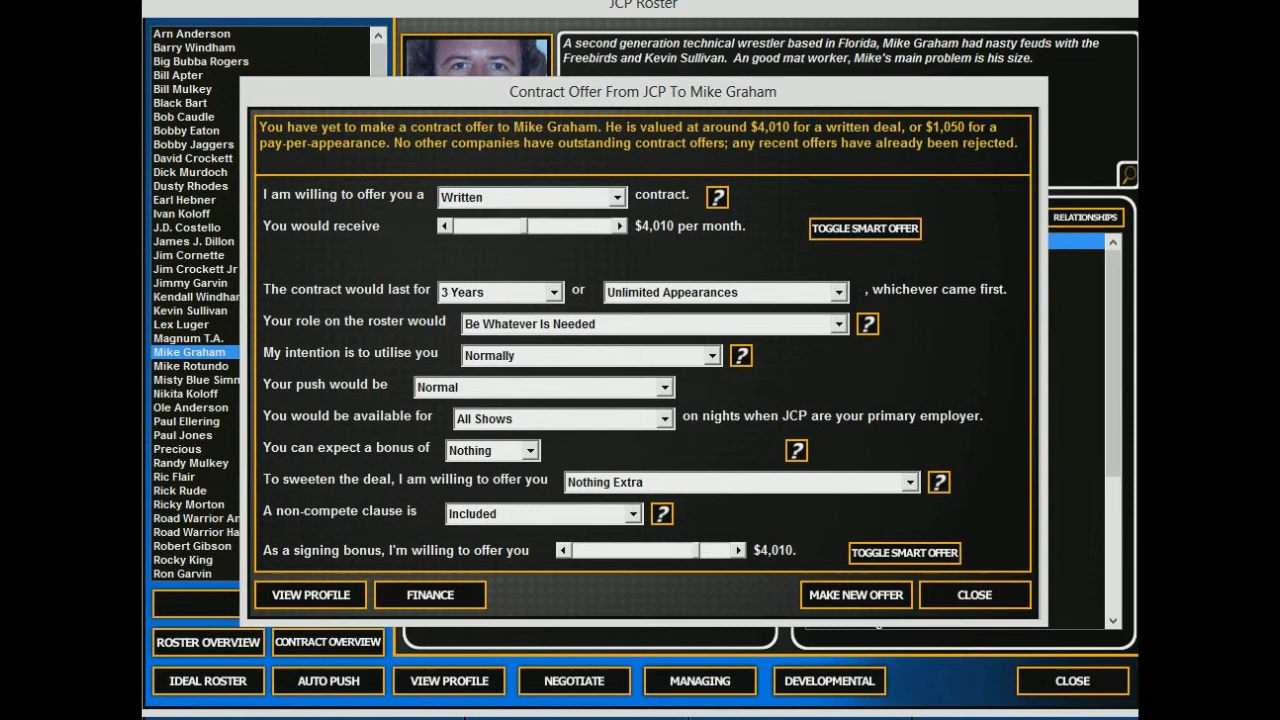 JCP Roster
Arn Anderson
Barry Windham
Big Bubba Rogers
Bill Apter
Bill Mulkey
Black Bart
Bob Caudle
Bobby Eaton
Bobby Jaggers
David Crockett
Dick Murdoch
Dusty Rhodes
Earl Hebner
Ivan Koloff
J.D. Costello
James J. Dillon
Jim Cornette
Jim Crockett Jr
Jimmy Garvin
Kendall Windhar
Kevin Sullivan
Lex Luger
Magnum T.A.
Mike Graham
Mike Rotundo
Misty Blue Simm
Nikita Koloff
Ole Anderson
Paul Ellering
Paul Jones
Precious
Randy Mulkey
Ric Flair
Rick Rude
Ricky Morton
Road Warrior Ar
Road Warrior Ha
Robert Gibson
Rocky King
Ron Garvin
A second generation technical wrestler based in Florida, Mike Graham had nasty feuds with the
Freebirds and Kevin Sullivan. An good mat worker, Mike's main problem is his size.
RELATIONSHIPS
Contract Offer From JCP To Mike Graham
You have yet to make a contract offer to Mike Graham. He is valued at around $4,010 for a written deal, or $1,050 for a
pay-per-appearance. No other companies have outstanding contract offers; any recent offers have already been rejected.
I am willing to offer you a Written contract. ?
You would receive $4,010 per month. TOGGLE SMART OFFER
The contract would last for 3 Years or Unlimited Appearances , whichever came first.
Your role on the roster would Be Whatever Is Needed ?
My intention is to utilise you Normally ?
Your push would be Normal
You would be available for All Shows on nights when JCP are your primary employer.
You can expect a bonus of Nothing ?
To sweeten the deal, I am willing to offer you Nothing Extra ?
A non-compete clause is Included ?
As a signing bonus, I'm willing to offer you $4,010. TOGGLE SMART OFFER
VIEW PROFILE FINANCE MAKE NEW OFFER CLOSE
ROSTER OVERVIEW CONTRACT OVERVIEW
IDEAL ROSTER AUTO PUSH VIEW PROFILE NEGOTIATE MANAGING DEVELOPMENTAL CLOSE